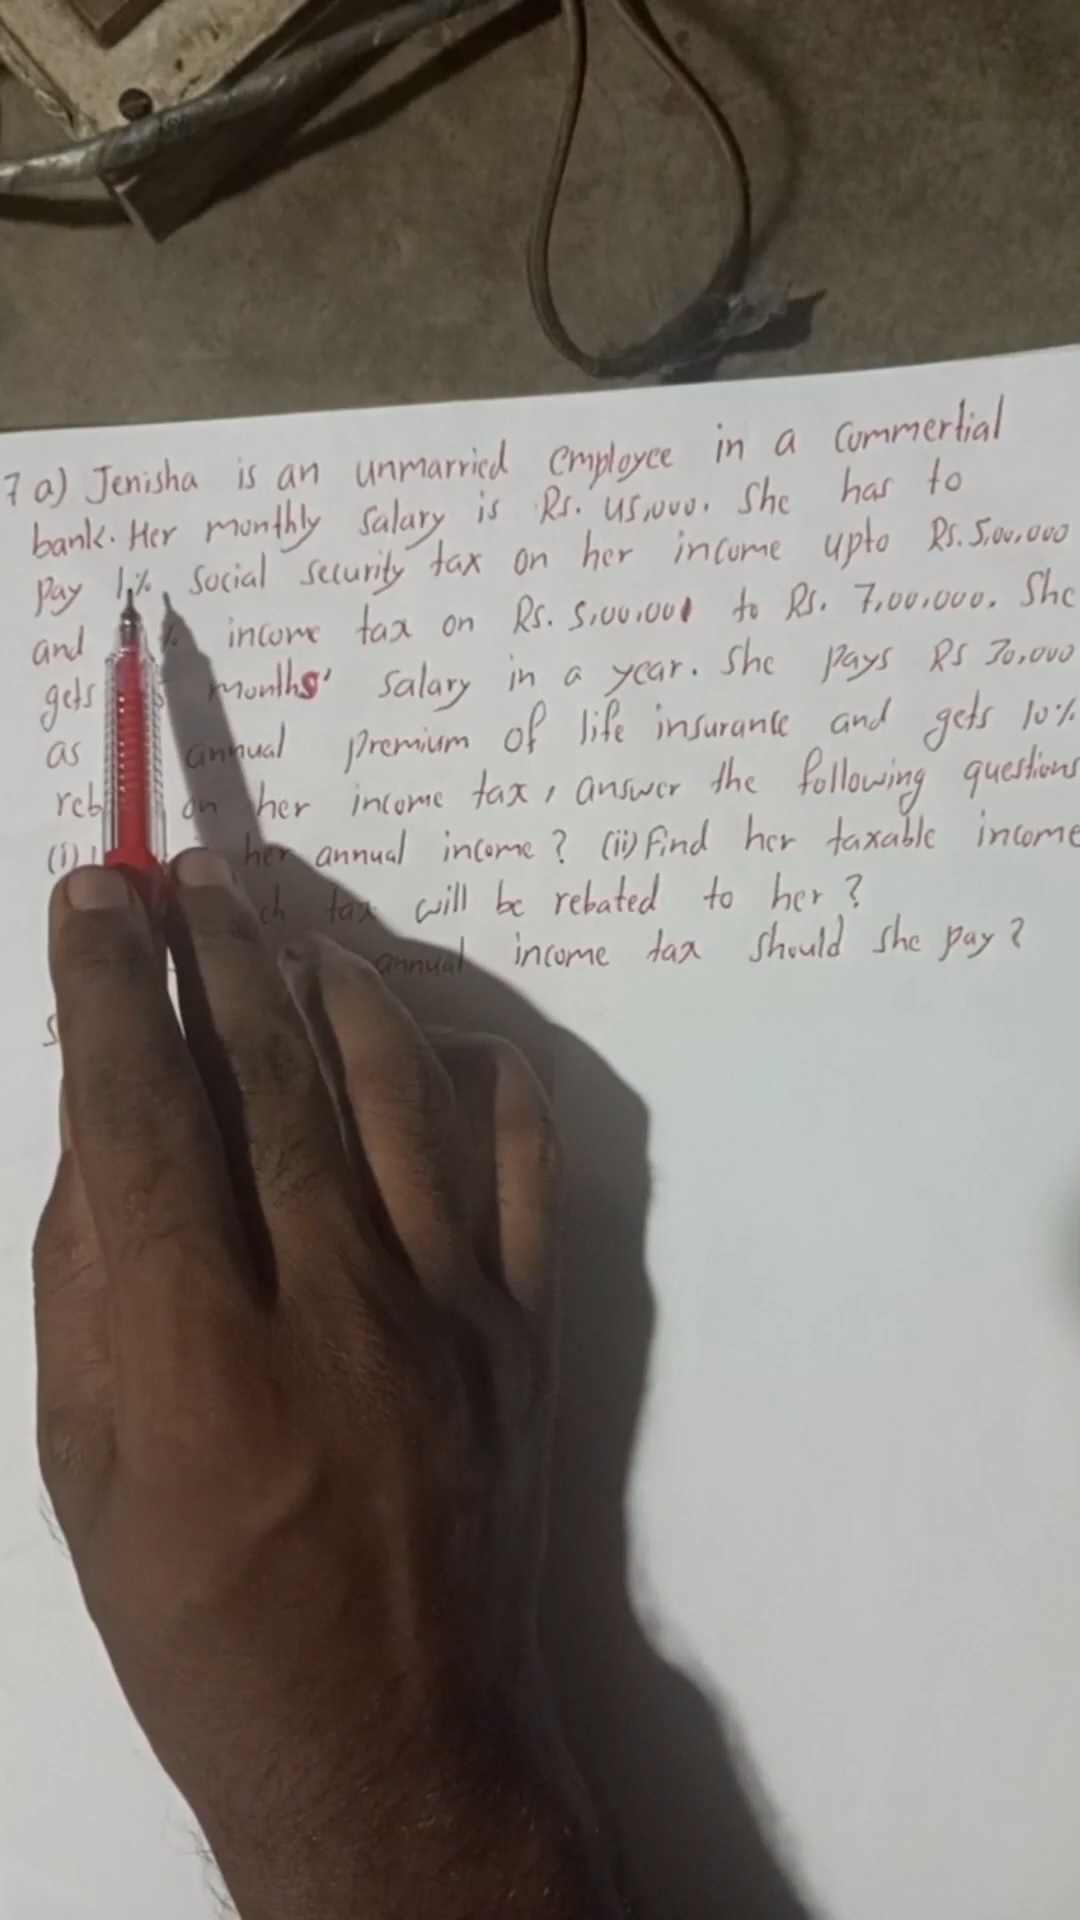 7 a) Jenisha is an unmarried employee in a Commertial
bank. Her monthly salary is Rs. 45,000. She has to
pay 1% social security tax on her income upto Rs. 5,00,000
and % income tax on Rs. 5,00,001 to Rs. 7,00,000. She
gets months' salary in a year. She pays Rs 30,000
as annual premium of life insurance and gets 10%
reb on her income tax, answer the following questions
(i) her annual income? (ii) Find her taxable income
ch tax will be rebated to her?
annual income tax should she pay?
S